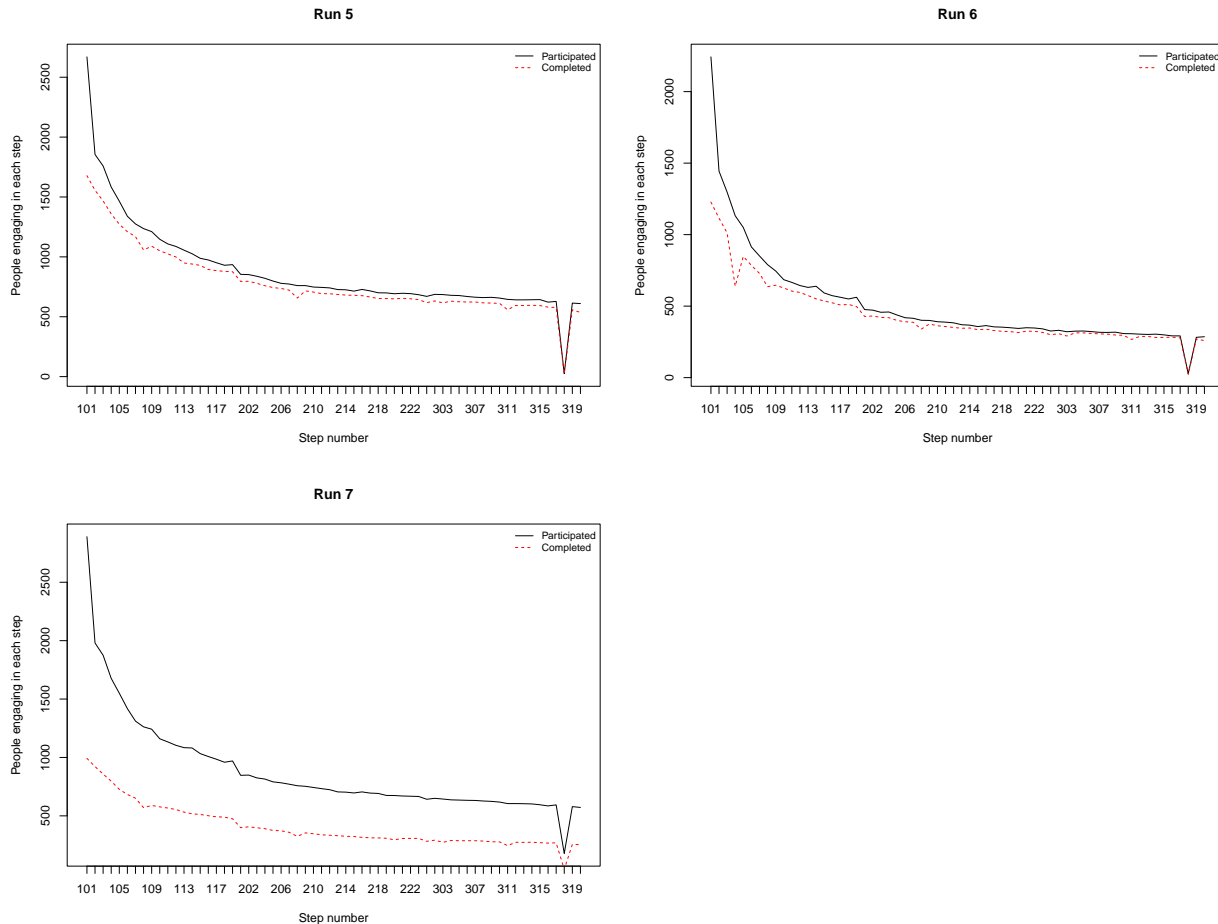 Run 5
Participated
Completed
People engaging in each step
2500
2000
1500
1000
500
0
101 105 109 113 117 202 206 210 214 218 222 303 307 311 315 319
Step number
Run 6
Participated
Completed
People engaging in each step
2000
1500
1000
500
0
101 105 109 113 117 202 206 210 214 218 222 303 307 311 315 319
Step number
Run 7
Participated
Completed
People engaging in each step
2500
2000
1500
1000
500
101 105 109 113 117 202 206 210 214 218 222 303 307 311 315 319
Step number